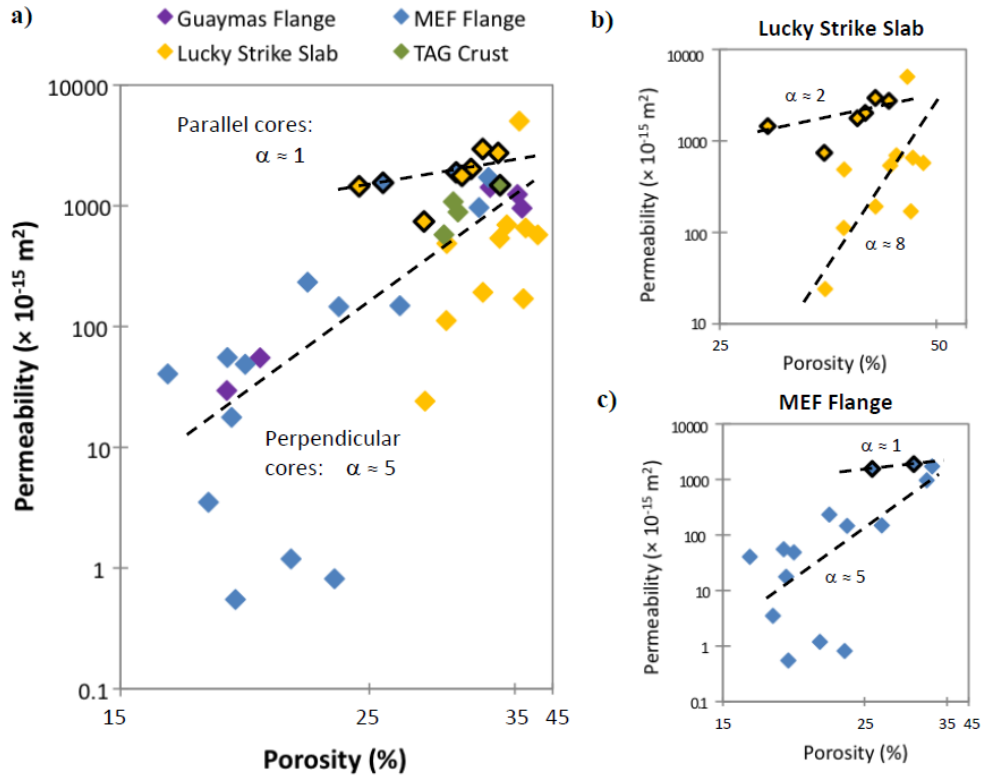 a)
Guaymas Flange
MEF Flange
Lucky Strike Slab
TAG Crust
Permeability (× 10⁻¹⁵ m²)
10000
1000
100
10
1
0.1
Parallel cores:
α ≈ 1
Perpendicular
cores: α ≈ 5
15
25
35
45
Porosity (%)
b)
Lucky Strike Slab
Permeability (× 10⁻¹⁵ m²)
10000
1000
100
10
α ≈ 2
α ≈ 8
25
50
Porosity (%)
c)
MEF Flange
Permeability (× 10⁻¹⁵ m²)
10000
1000
100
10
1
0.1
α ≈ 1
α ≈ 5
15
25
35
45
Porosity (%)